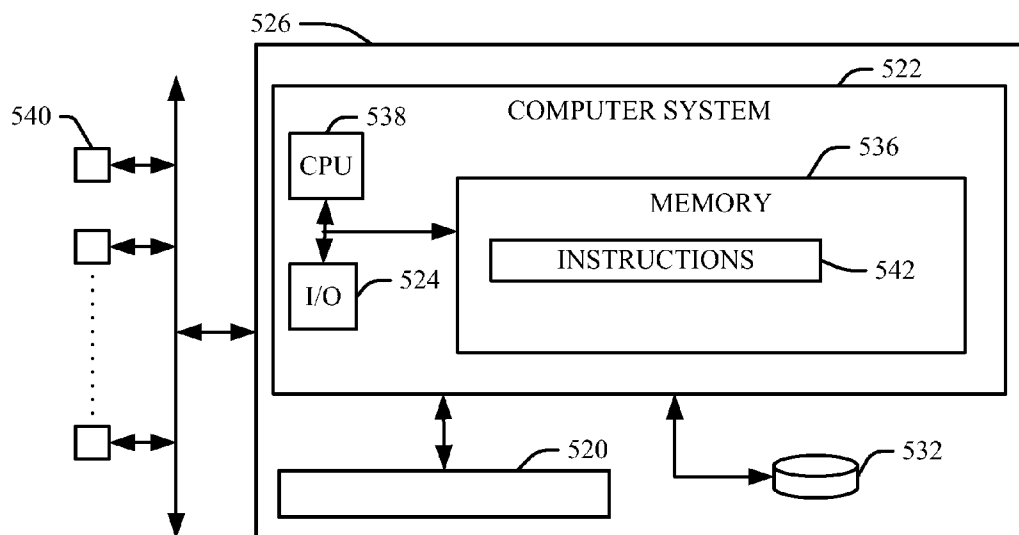 526
522
540
COMPUTER SYSTEM
538
CPU
536
MEMORY
INSTRUCTIONS
542
I/O
524
520
532